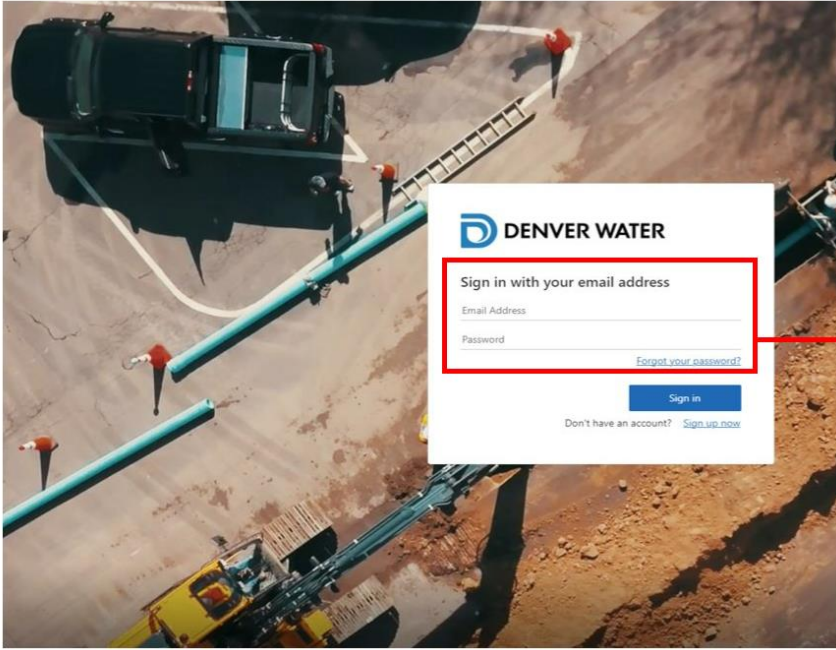 DENVER WATER
Sign in with your email address
Email Address
Password
Forgot your password?
Sign in
Don't have an account? Sign up now